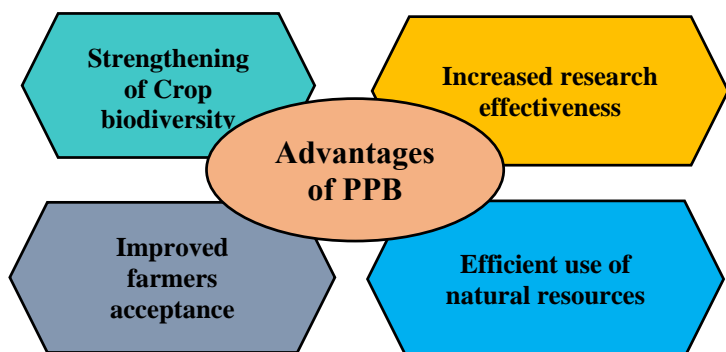 Strengthening
of Crop
biodiversity
Increased research
effectiveness
Advantages
of PPB
Improved
farmers
acceptance
Efficient use of
natural resources